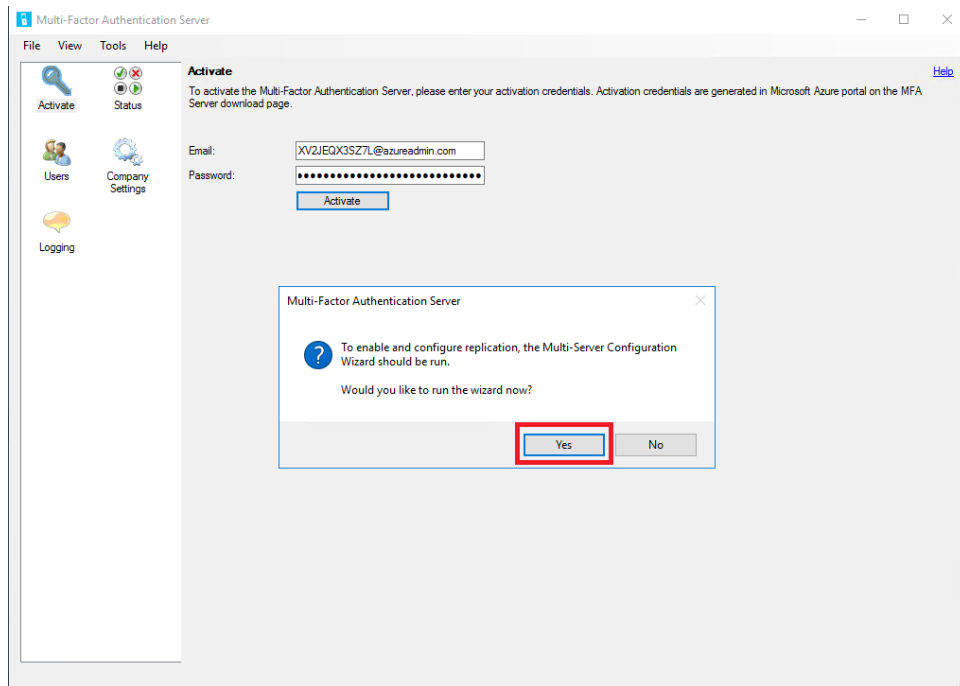 Multi-Factor Authentication Server
File View Tools Help
Activate
Status
Users
Company
Settings
Logging
Activate
Help
To activate the Multi-Factor Authentication Server, please enter your activation credentials. Activation credentials are generated in Microsoft Azure portal on the MFA
Server download page.
Email:
XV2JEQX3SZ7L@azureadmin.com
Password:
Activate
Multi-Factor Authentication Server
To enable and configure replication, the Multi-Server Configuration
Wizard should be run.
Would you like to run the wizard now?
Yes
No